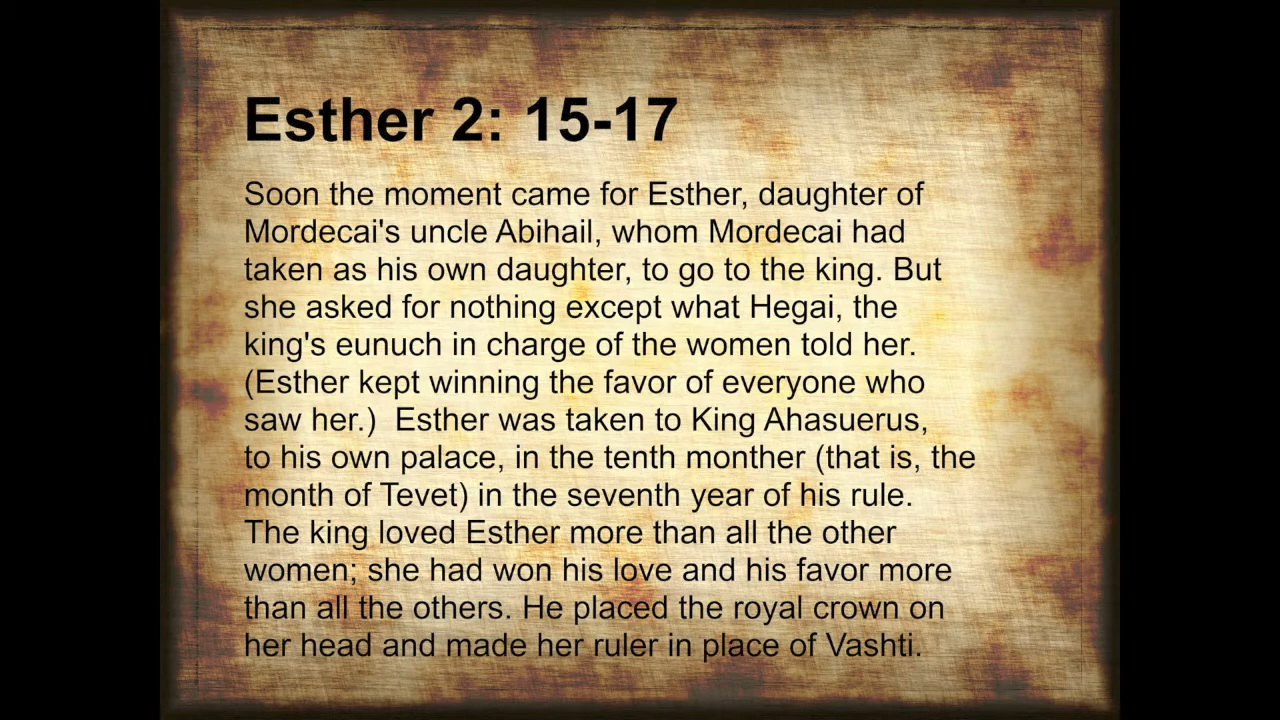 Esther 2: 15-17
Soon the moment came for Esther, daughter of
Mordecai's uncle Abihail, whom Mordecai had
taken as his own daughter, to go to the king. But
she asked for nothing except what Hegai, the
king's eunuch in charge of the women told her.
(Esther kept winning the favor of everyone who
saw her.)  Esther was taken to King Ahasuerus,
to his own palace, in the tenth monther (that is, the
month of Tevet) in the seventh year of his rule.
The king loved Esther more than all the other
women; she had won his love and his favor more
than all the others. He placed the royal crown on
her head and made her ruler in place of Vashti.